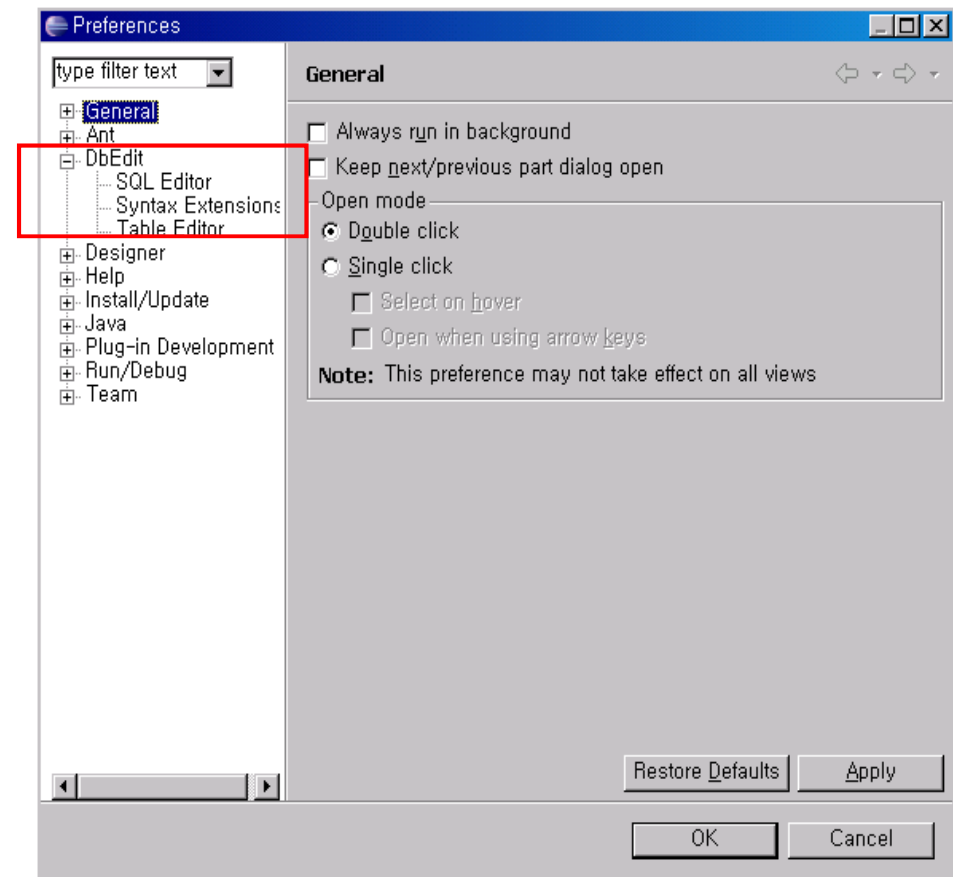 Preferences
type filter text
General
Ant
DbEdit
SQL Editor
Syntax Extensions
Table Editor
Designer
Help
Install/Update
Java
Plug-in Development
Run/Debug
Team
General
Always run in background
Keep next/previous part dialog open
Open mode
Double click
Single click
Select on hover
Open when using arrow keys
Note: This preference may not take effect on all views
Restore Defaults
Apply
OK
Cancel